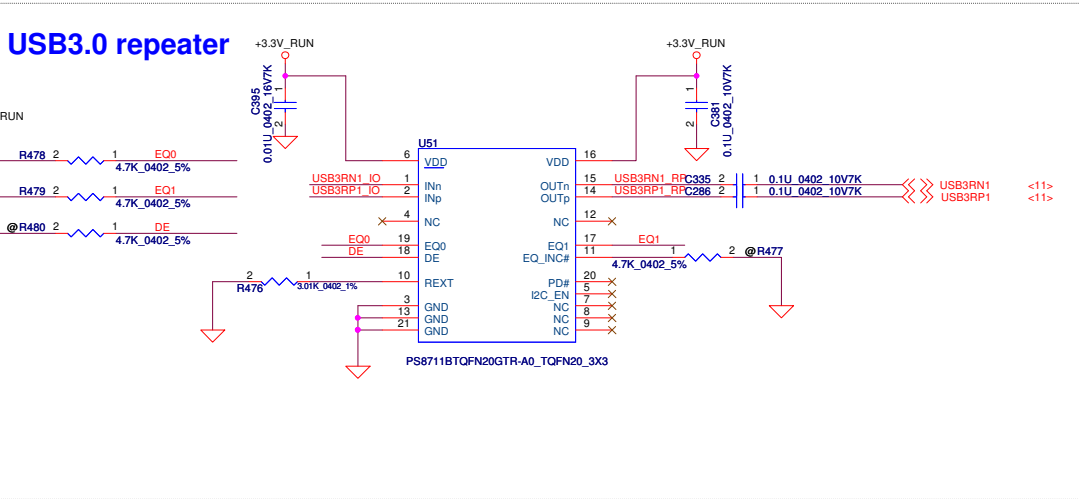 USB3.0 repeater
+3.3V_RUN
+3.3V_RUN
C395
0.01U_0402_16V7K
1
2
1
2
C381
0.1U_0402_10V7K
RUN
R478 2 1 EQ0
4.7K_0402_5%
R479 2 1 EQ1
4.7K_0402_5%
@R480 2 1 DE
4.7K_0402_5%
U51
6 VDD VDD 16
USB3RN1_IO 1 INn OUTn 15 USB3RN1_RP C335 2 1 0.1U_0402_10V7K USB3RN1 <11>
USB3RP1_IO 2 INp OUTp 14 USB3RP1_RP C286 2 1 0.1U_0402_10V7K USB3RP1 <11>
4 NC NC 12
EQ0 19 EQ0 EQ1 17 EQ1
DE 18 DE EQ_INC# 11 1 2 @R477
4.7K_0402_5%
2 1 10 REXT PD# 20
R476 3.01K_0402_1%
I2C_EN 5
3 GND NC 7
13 GND NC 8
21 GND NC 9
PS8711BTQFN20GTR-A0_TQFN20_3X3